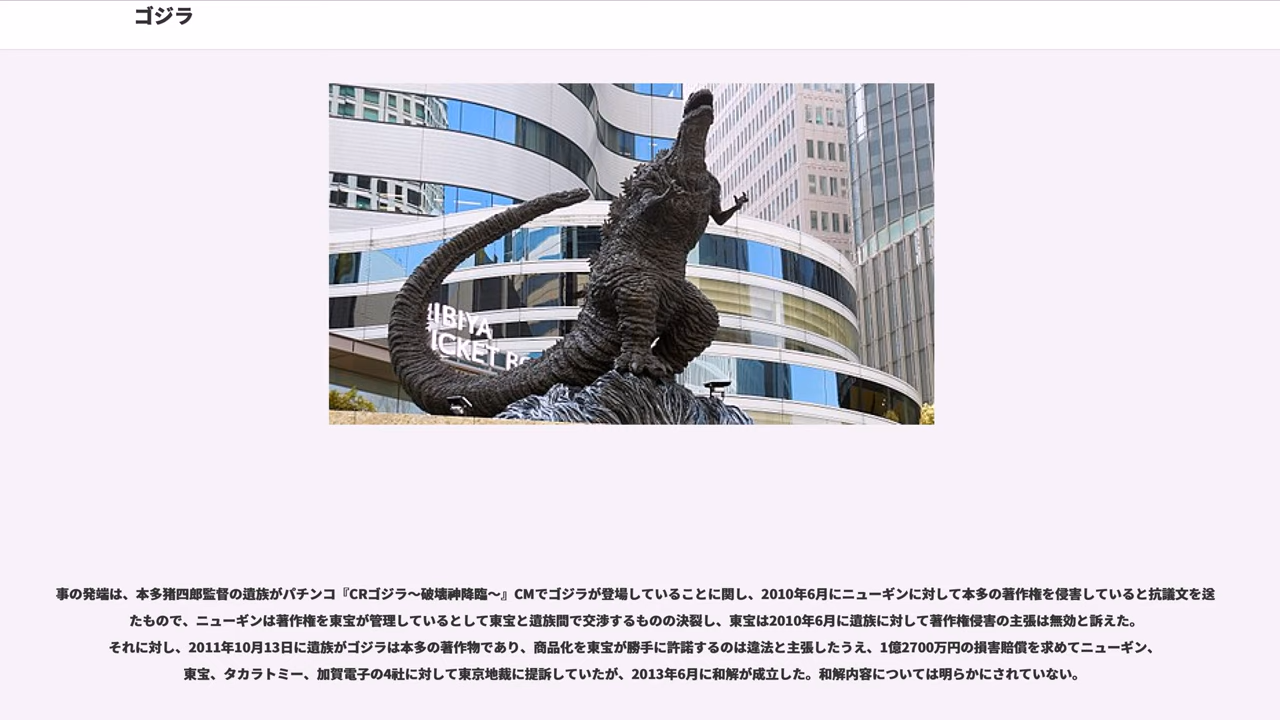 ゴジラ
IBIYA
ICKET B
事の発端は、本多猪四郎監督の遺族がパチンコ『CRゴジラ〜破壊神降臨〜』CMでゴジラが登場していることに関し、2010年6月にニューギンに対して本多の著作権を侵害していると抗議文を送
たもので、ニューギンは著作権を東宝が管理しているとして東宝と遺族間で交渉するものの決裂し、東宝は2010年6月に遺族に対して著作権侵害の主張は無効と訴えた。
それに対し、2011年10月13日に遺族がゴジラは本多の著作物であり、商品化を東宝が勝手に許諾するのは違法と主張したうえ、1億2700万円の損害賠償を求めてニューギン、
東宝、タカラトミー、加賀電子の4社に対して東京地裁に提訴していたが、2013年6月に和解が成立した。和解内容については明らかにされていない。